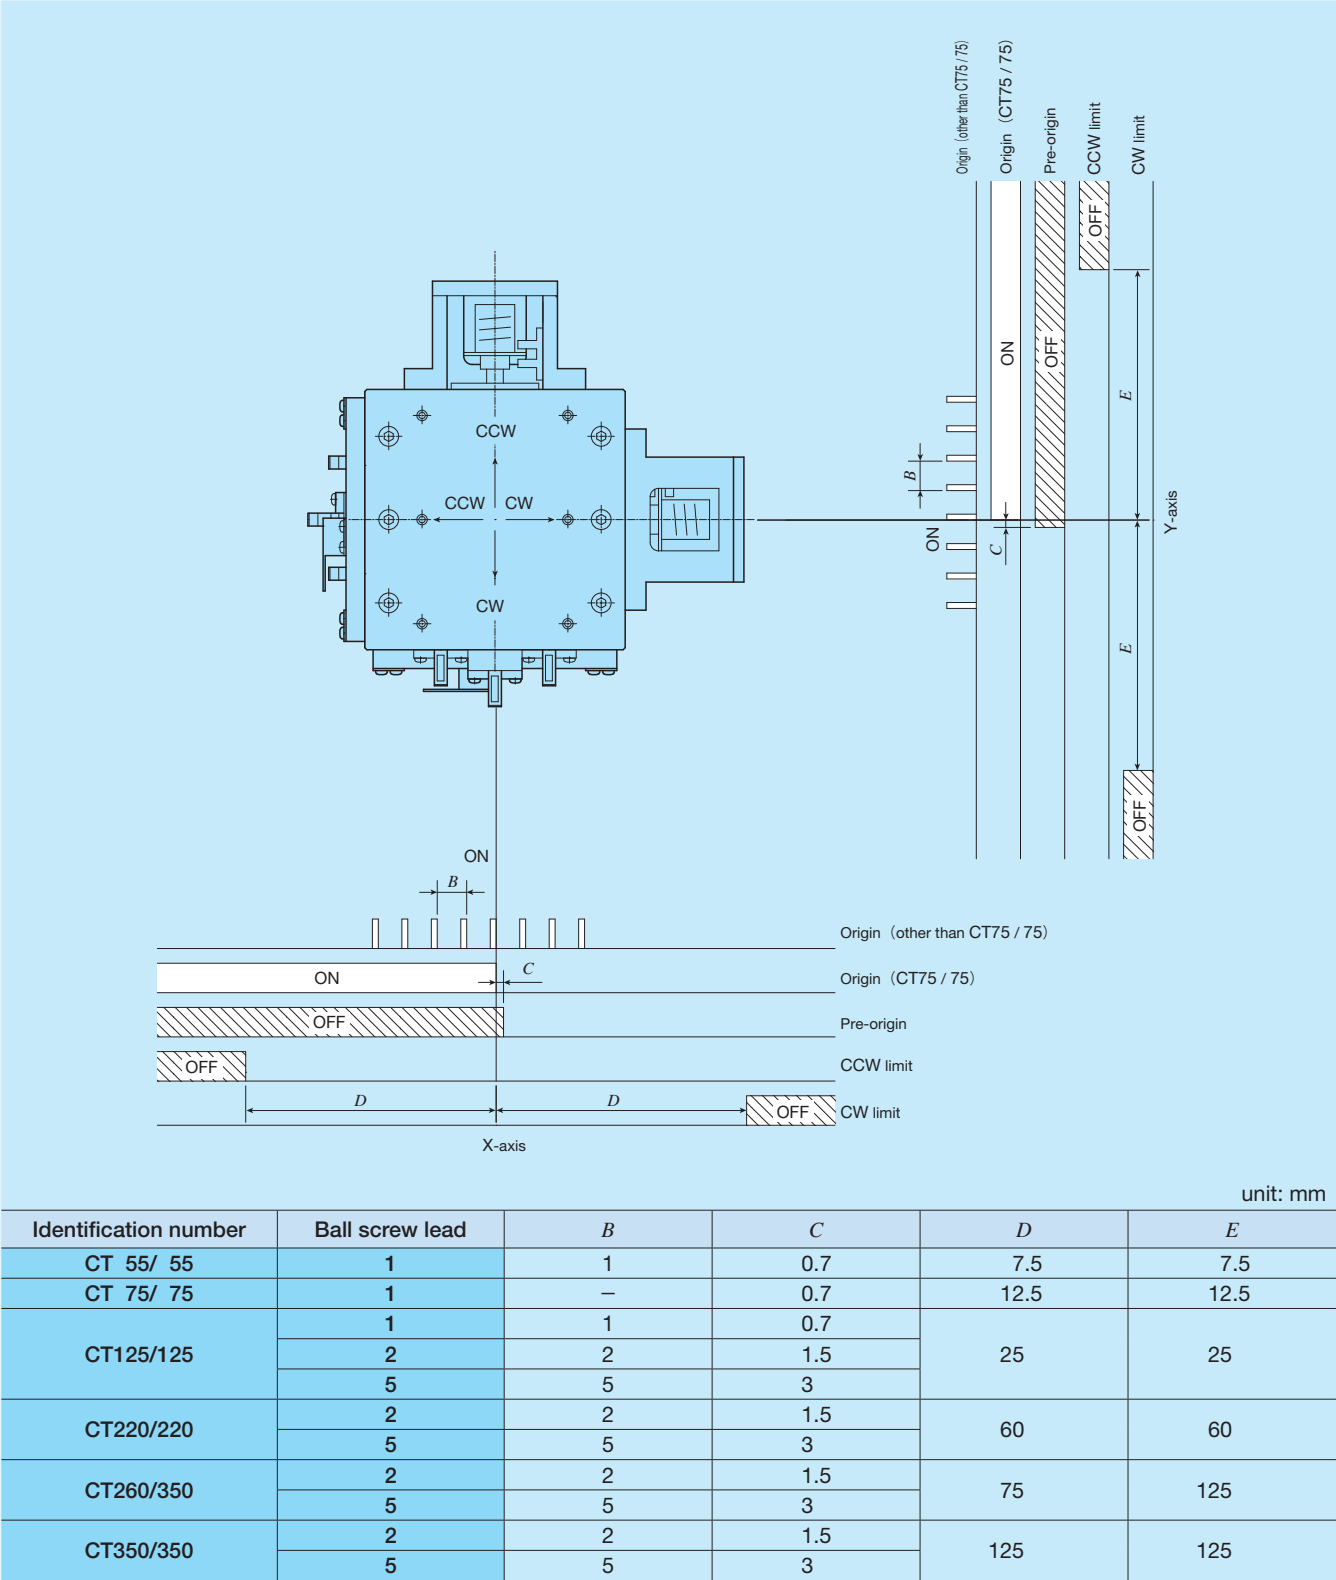 Origin (other than CT75 / 75)
Origin (CT75 / 75)
Pre-origin
CCW limit
CW limit
OFF
ON
OFF
E
B
C
ON
Y-axis
E
OFF
CCW
CCW CW
CW
ON
B
Origin (other than CT75 / 75)
ON
C
Origin (CT75 / 75)
OFF
Pre-origin
OFF
CCW limit
D D
OFF
CW limit
X-axis
unit: mm
Identification number Ball screw lead B C D E
CT 55/ 55 1 1 0.7 7.5 7.5
CT 75/ 75 1 − 0.7 12.5 12.5
1 1 0.7
CT125/125 2 2 1.5 25 25
5 5 3
2 2 1.5
CT220/220 60 60
5 5 3
2 2 1.5
CT260/350 75 125
5 5 3
2 2 1.5
CT350/350 125 125
5 5 3